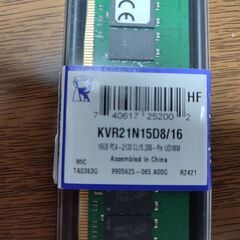 CE
HF
7 40617 25200 2
KVR21N15D8/16
16GB PC4-2133 CL15 288-Pin UDIMM
Assembled in China
MIC
TA0363G
9905625-065.A00G
R2421